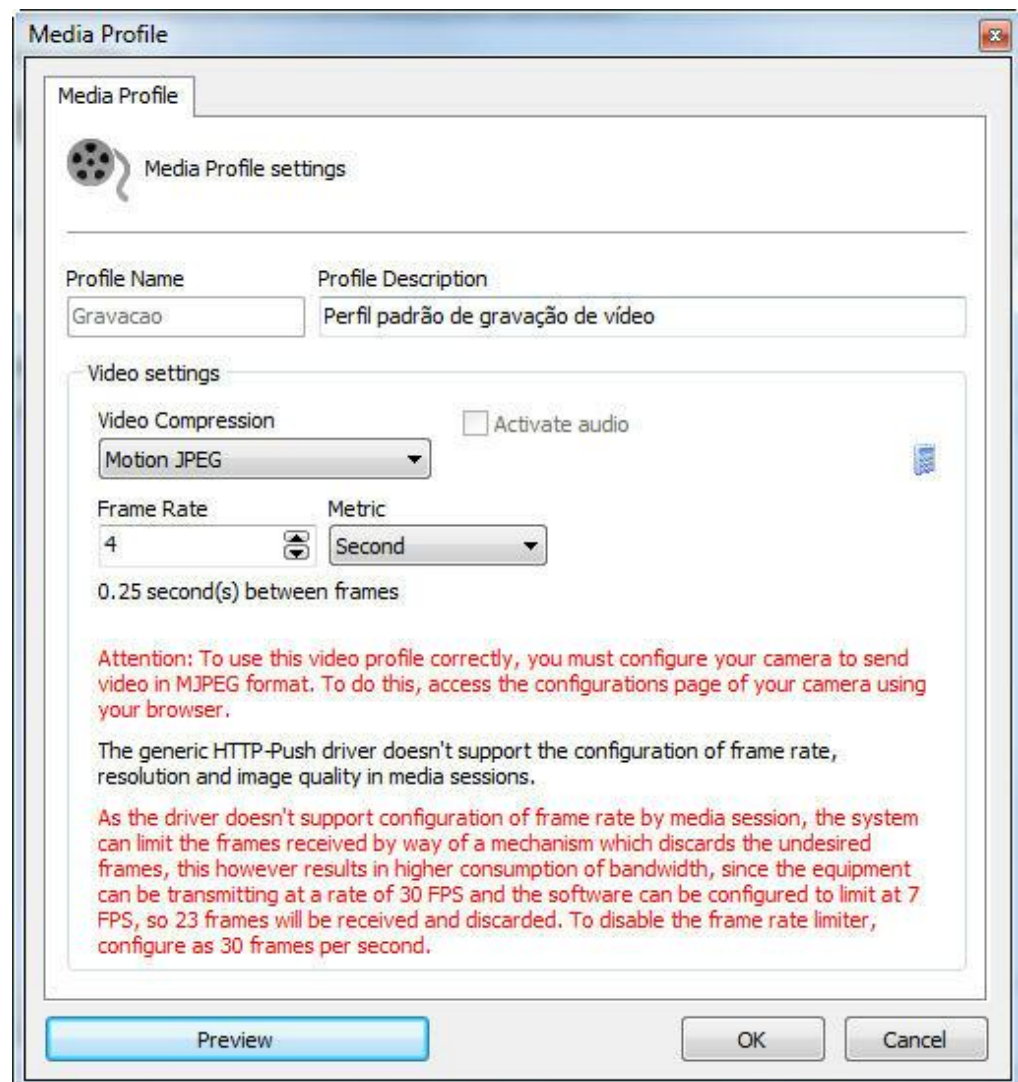 Media Profile
Media Profile
Media Profile settings
Profile Name
Profile Description
Gravacao
Perfil padrão de gravação de vídeo
Video settings
Video Compression
Activate audio
Motion JPEG
Frame Rate
Metric
4
Second
0.25 second(s) between frames
Attention: To use this video profile correctly, you must configure your camera to send
video in MJPEG format. To do this, access the configurations page of your camera using
your browser.
The generic HTTP-Push driver doesn't support the configuration of frame rate,
resolution and image quality in media sessions.
As the driver doesn't support configuration of frame rate by media session, the system
can limit the frames received by way of a mechanism which discards the undesired
frames, this however results in higher consumption of bandwidth, since the equipment
can be transmitting at a rate of 30 FPS and the software can be configured to limit at 7
FPS, so 23 frames will be received and discarded. To disable the frame rate limiter,
configure as 30 frames per second.
Preview
OK
Cancel